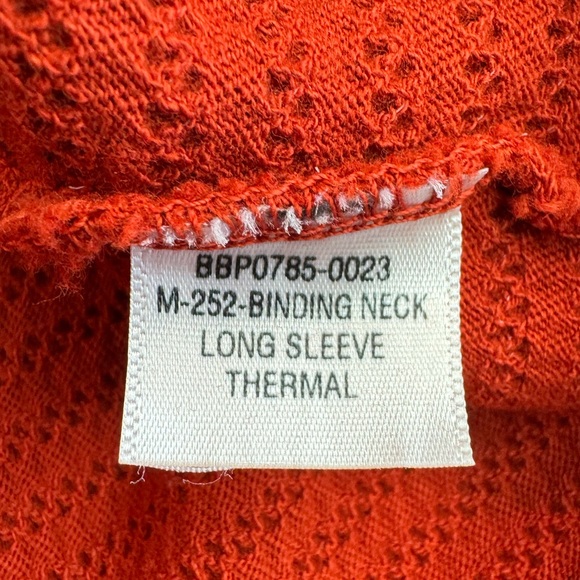 BBP0785-0023
M-252-BINDING NECK
LONG SLEEVE
THERMAL